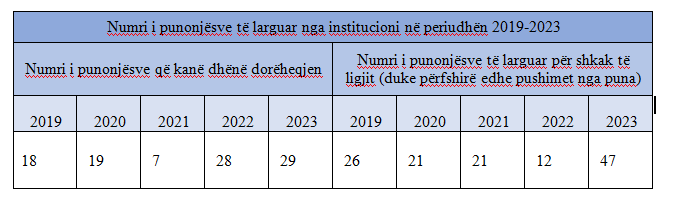 Numri i punonjësve të larguar nga institucioni në periudhën 2019-2023
Numri i punonjësve që kanë dhënë dorëheqjen
Numri i punonjësve të larguar për shkak të
ligjit (duke përfshirë edhe pushimet nga puna)
2019 2020 2021 2022 2023 2019 2020 2021 2022 2023
18 19 7 28 29 26 21 21 12 47